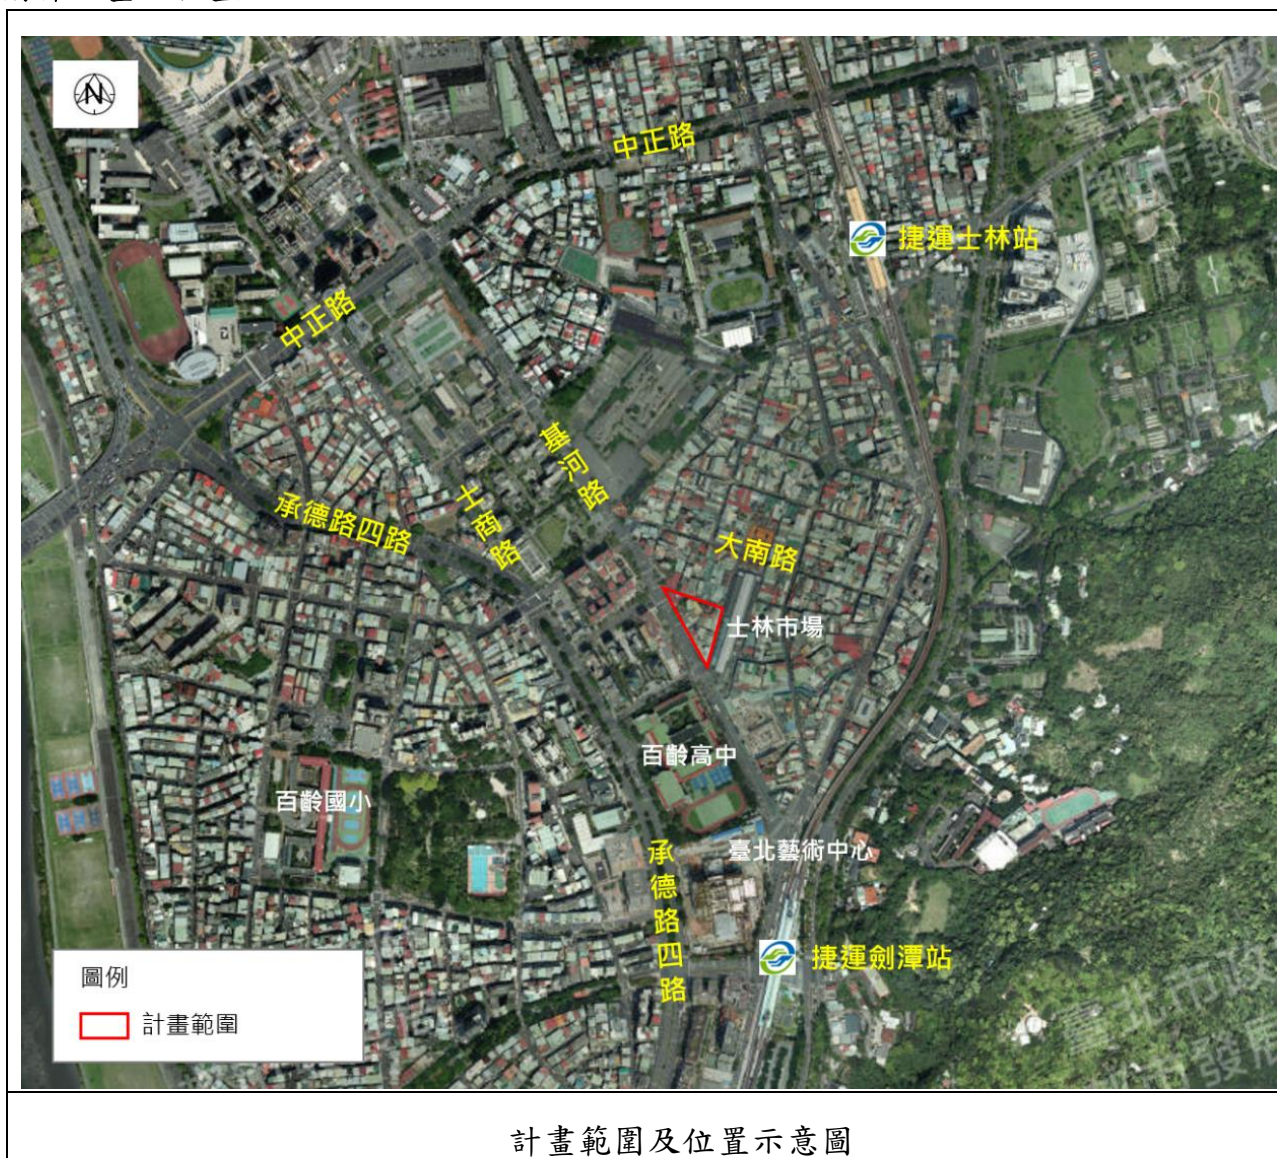 N
中正路
捷運士林站
中正路
基河路
士商路
承德路四路
大南路
士林市場
百齡高中
百齡國小
臺北藝術中心
承德路四路
捷運劍潭站
圖例
計畫範圍
計畫範圍及位置示意圖